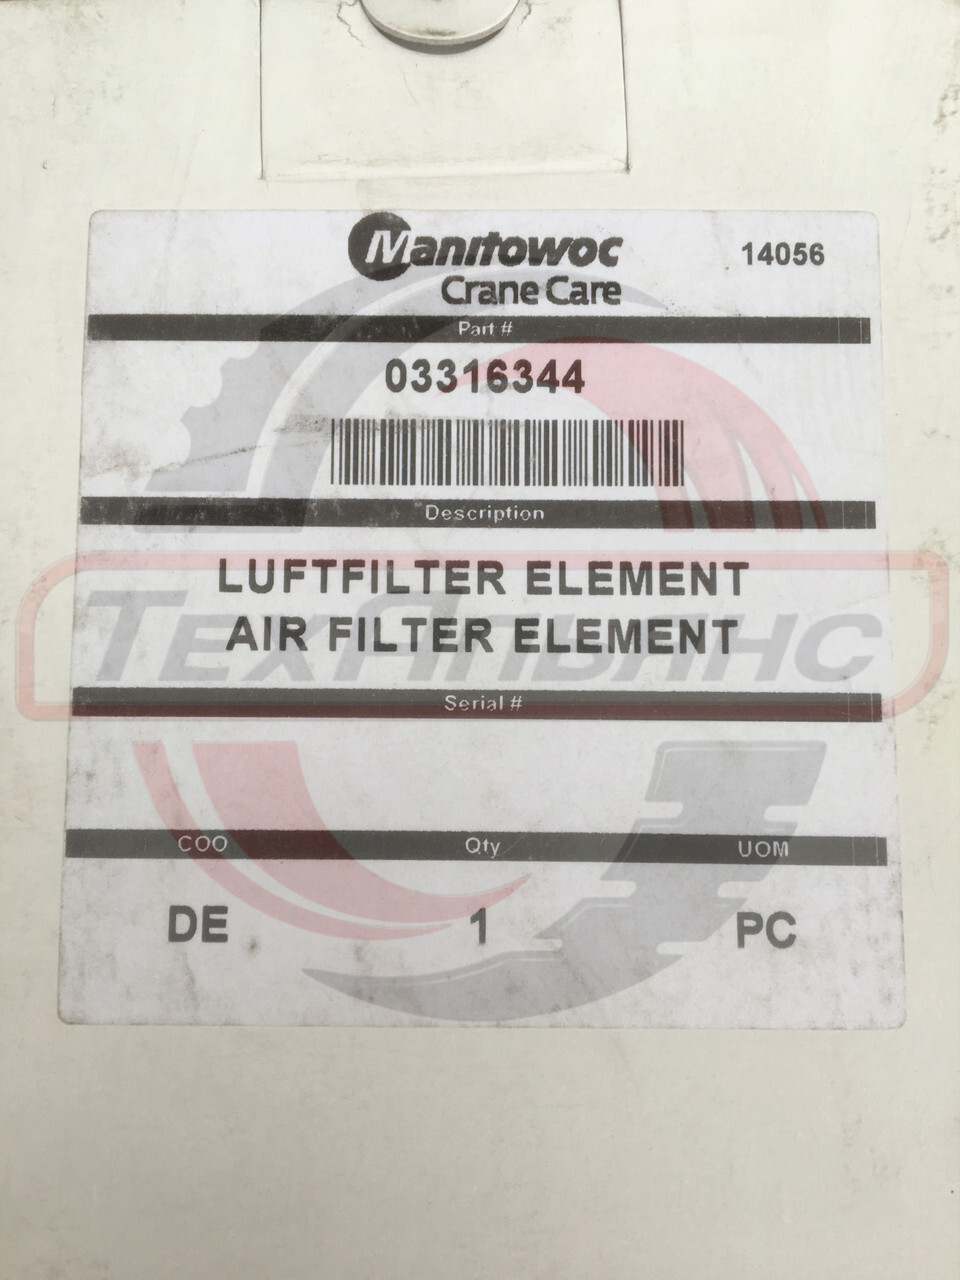 Manitowoc
Crane Care
14056
Part #
03316344
Description
LUFTFILTER ELEMENT
AIR FILTER ELEMENT
ТехАльянс
Serial #
COO Qty UOM
DE 1 PC